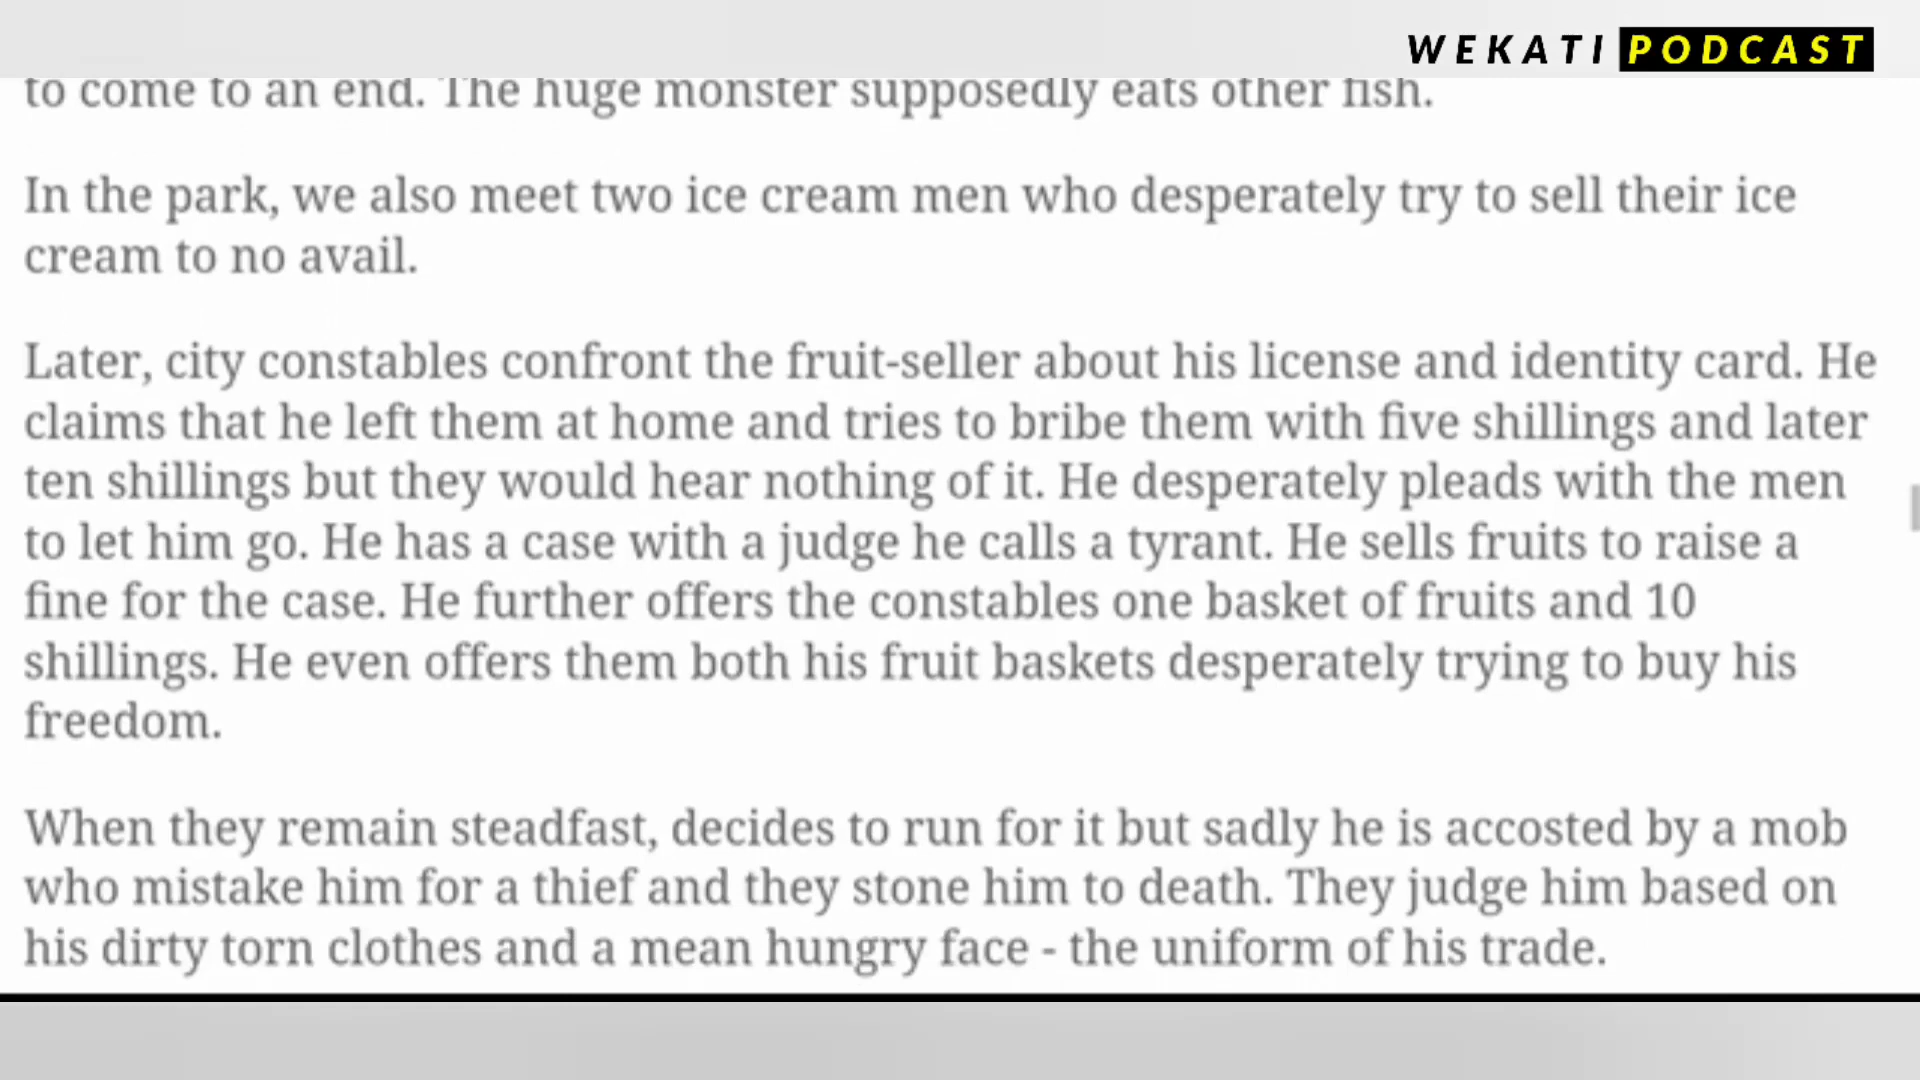 WEKATI PODCAST
to come to an end. The huge monster supposedly eats other fish.
In the park, we also meet two ice cream men who desperately try to sell their ice
cream to no avail.
Later, city constables confront the fruit-seller about his license and identity card. He
claims that he left them at home and tries to bribe them with five shillings and later
ten shillings but they would hear nothing of it. He desperately pleads with the men
to let him go. He has a case with a judge he calls a tyrant. He sells fruits to raise a
fine for the case. He further offers the constables one basket of fruits and 10
shillings. He even offers them both his fruit baskets desperately trying to buy his
freedom.
When they remain steadfast, decides to run for it but sadly he is accosted by a mob
who mistake him for a thief and they stone him to death. They judge him based on
his dirty torn clothes and a mean hungry face - the uniform of his trade.